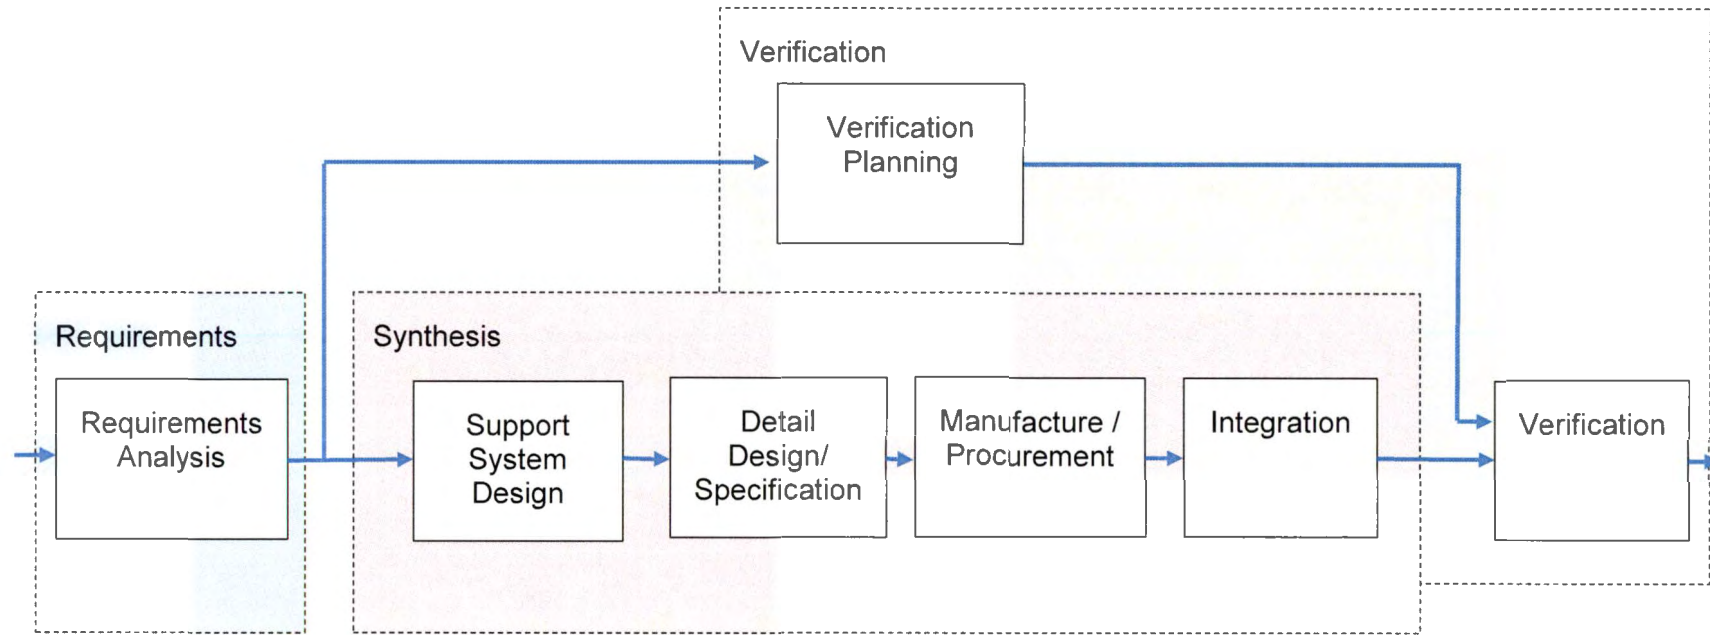 Verification
Verification
Planning
Requirements
Requirements
Analysis
Synthesis
Support
System
Design
Detail
Design/
Specification
Manufacture /
Procurement
Integration
Verification